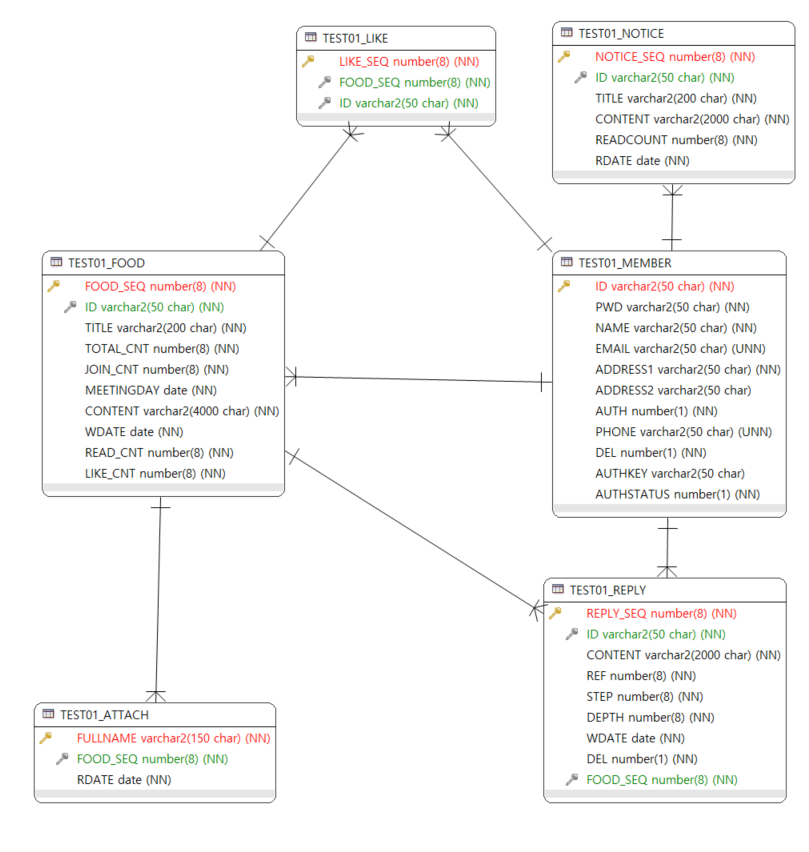 TEST01_LIKE
LIKE_SEQ number(8) (NN)
FOOD_SEQ number(8) (NN)
ID varchar2(50 char) (NN)
TEST01_NOTICE
NOTICE_SEQ number(8) (NN)
ID varchar2(50 char) (NN)
TITLE varchar2(200 char) (NN)
CONTENT varchar2(2000 char) (NN)
READCOUNT number(8) (NN)
RDATE date (NN)
TEST01_FOOD
FOOD_SEQ number(8) (NN)
ID varchar2(50 char) (NN)
TITLE varchar2(200 char) (NN)
TOTAL_CNT number(8) (NN)
JOIN_CNT number(8) (NN)
MEETINGDAY date (NN)
CONTENT varchar2(4000 char) (NN)
WDATE date (NN)
READ_CNT number(8) (NN)
LIKE_CNT number(8) (NN)
TEST01_MEMBER
ID varchar2(50 char) (NN)
PWD varchar2(50 char) (NN)
NAME varchar2(50 char) (NN)
EMAIL varchar2(50 char) (UNN)
ADDRESS1 varchar2(50 char) (NN)
ADDRESS2 varchar2(50 char)
AUTH number(1) (NN)
PHONE varchar2(50 char) (UNN)
DEL number(1) (NN)
AUTHKEY varchar2(50 char)
AUTHSTATUS number(1) (NN)
TEST01_ATTACH
FULLNAME varchar2(150 char) (NN)
FOOD_SEQ number(8) (NN)
RDATE date (NN)
TEST01_REPLY
REPLY_SEQ number(8) (NN)
ID varchar2(50 char) (NN)
CONTENT varchar2(2000 char) (NN)
REF number(8) (NN)
STEP number(8) (NN)
DEPTH number(8) (NN)
WDATE date (NN)
DEL number(1) (NN)
FOOD_SEQ number(8) (NN)